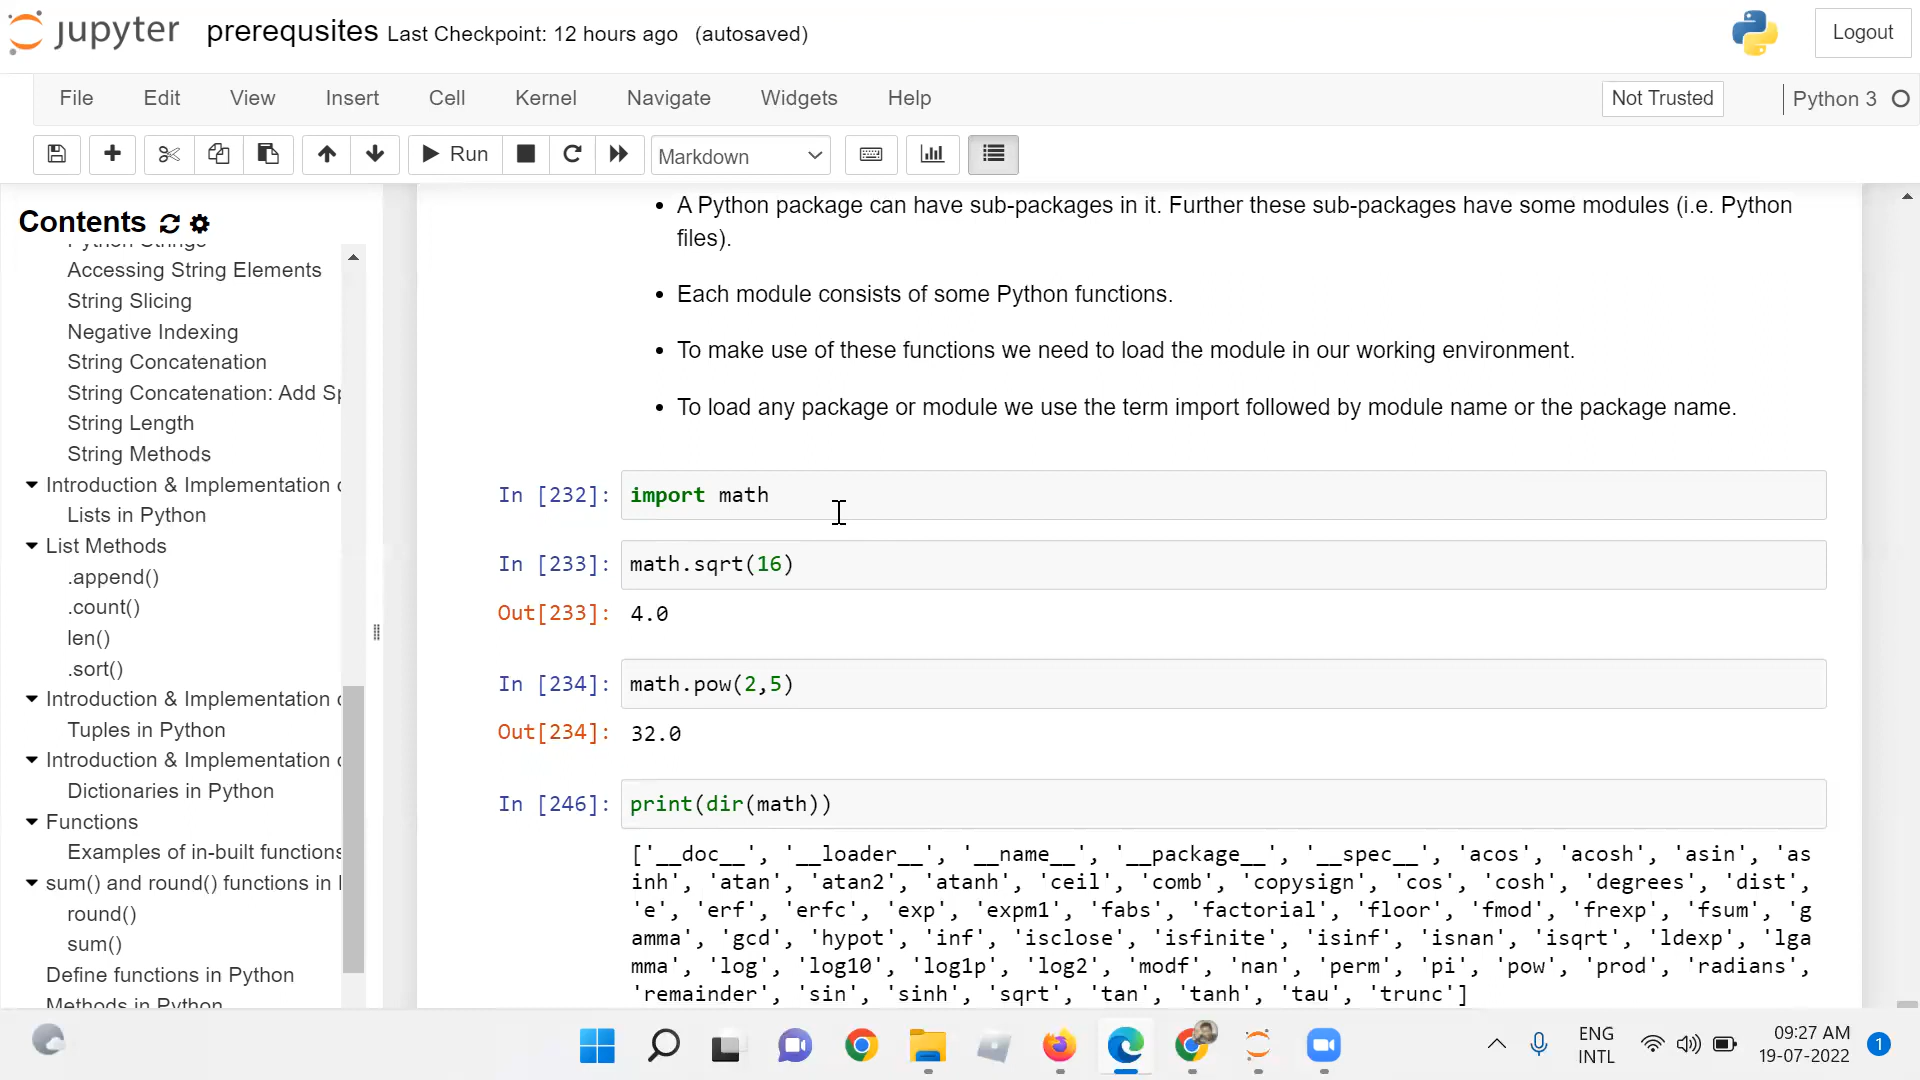 jupyter prerequsites Last Checkpoint: 12 hours ago (autosaved) Logout
File Edit View Insert Cell Kernel Navigate Widgets Help Not Trusted Python 3
Run Markdown
Contents
Python Strings
Accessing String Elements
String Slicing
Negative Indexing
String Concatenation
String Concatenation: Add Sp
String Length
String Methods
Introduction & Implementation o
Lists in Python
List Methods
.append()
.count()
len()
.sort()
Introduction & Implementation o
Tuples in Python
Introduction & Implementation o
Dictionaries in Python
Functions
Examples of in-built functions
sum() and round() functions in
round()
sum()
Define functions in Python
Methods in Python
• A Python package can have sub-packages in it. Further these sub-packages have some modules (i.e. Python
files).
• Each module consists of some Python functions.
• To make use of these functions we need to load the module in our working environment.
• To load any package or module we use the term import followed by module name or the package name.
In [232]: import math
In [233]: math.sqrt(16)
Out[233]: 4.0
In [234]: math.pow(2,5)
Out[234]: 32.0
In [246]: print(dir(math))
['__doc__', '__loader__', '__name__', '__package__', '__spec__', 'acos', 'acosh', 'asin', 'as
inh', 'atan', 'atan2', 'atanh', 'ceil', 'comb', 'copysign', 'cos', 'cosh', 'degrees', 'dist',
'e', 'erf', 'erfc', 'exp', 'expm1', 'fabs', 'factorial', 'floor', 'fmod', 'frexp', 'fsum', 'g
amma', 'gcd', 'hypot', 'inf', 'isclose', 'isfinite', 'isinf', 'isnan', 'isqrt', 'ldexp', 'lga
mma', 'log', 'log10', 'log1p', 'log2', 'modf', 'nan', 'perm', 'pi', 'pow', 'prod', 'radians',
'remainder', 'sin', 'sinh', 'sqrt', 'tan', 'tanh', 'tau', 'trunc']
ENG 09:27 AM
INTL 19-07-2022 1